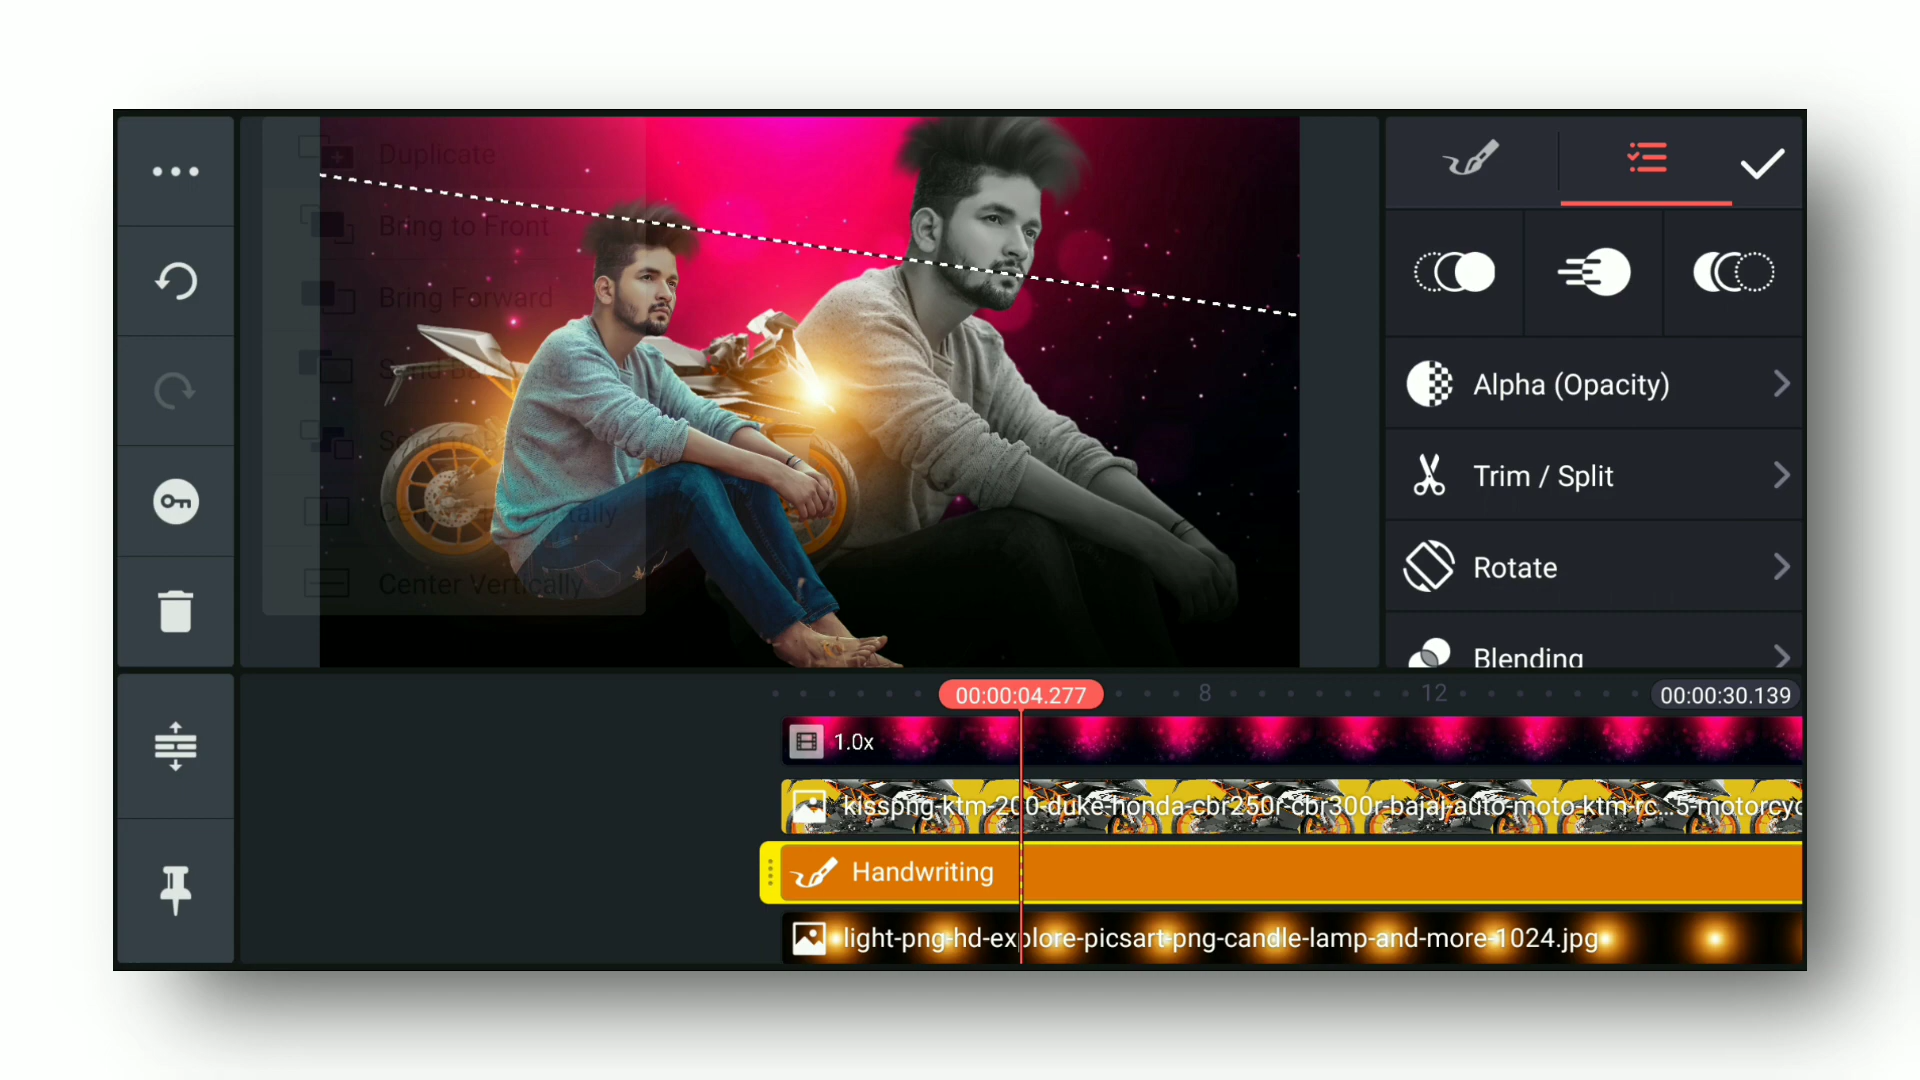 Duplicate
Bring to Front
Bring Forward
Center Vertically
Alpha (Opacity)
Trim / Split
Rotate
Blending
00:00:04.277
8
12
00:00:30.139
1.0x
kisspng-ktm-200-duke-honda-cbr250r-cbr300r-bajaj-auto-moto-ktm-rc...5-motorcyc
Handwriting
light-png-hd-explore-picsart-png-candle-lamp-and-more-1024.jpg